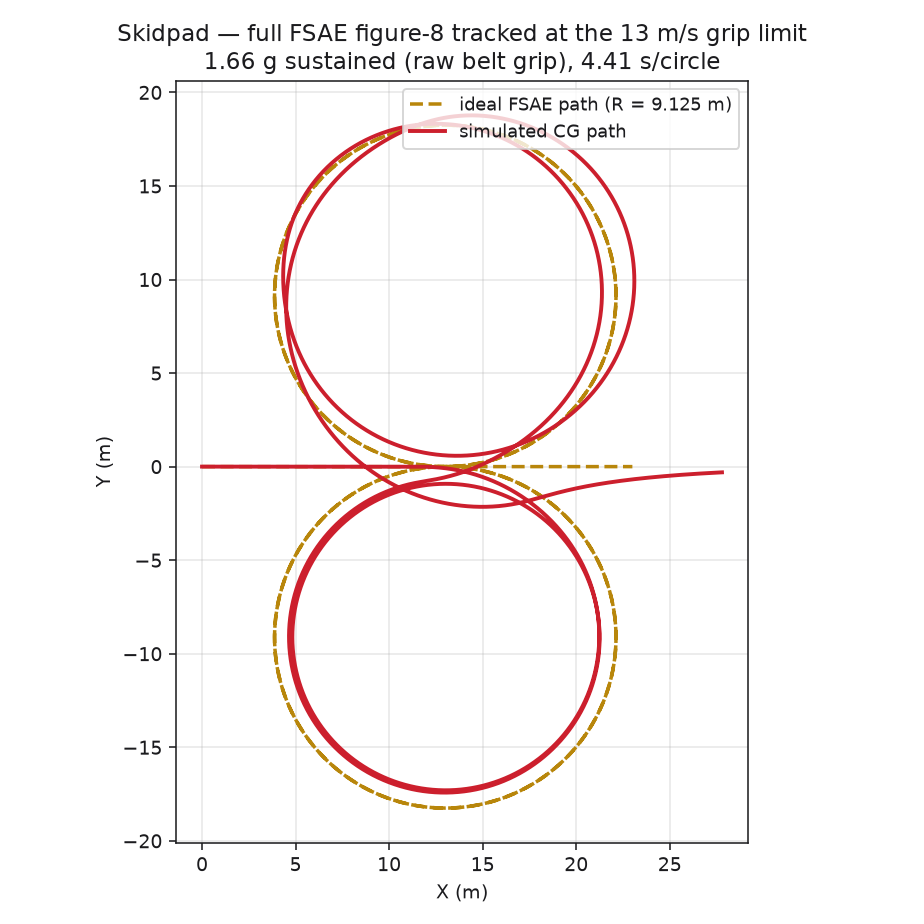 Skidpad — full FSAE figure-8 tracked at the 13 m/s grip limit
1.66 g sustained (raw belt grip), 4.41 s/circle
ideal FSAE path (R = 9.125 m)
simulated CG path
20
15
10
5
0
−5
−10
−15
−20
Y (m)
0 5 10 15 20 25
X (m)